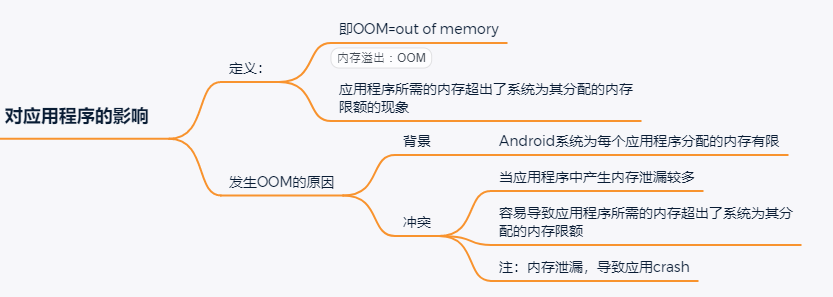 对应用程序的影响
定义：
即OOM=out of memory
内存溢出：OOM
应用程序所需的内存超出了系统为其分配的内存
限额的现象
发生OOM的原因
背景
Android系统为每个应用程序分配的内存有限
冲突
当应用程序中产生内存泄漏较多
容易导致应用程序所需的内存超出了系统为其分
配的内存限额
注：内存泄漏，导致应用crash